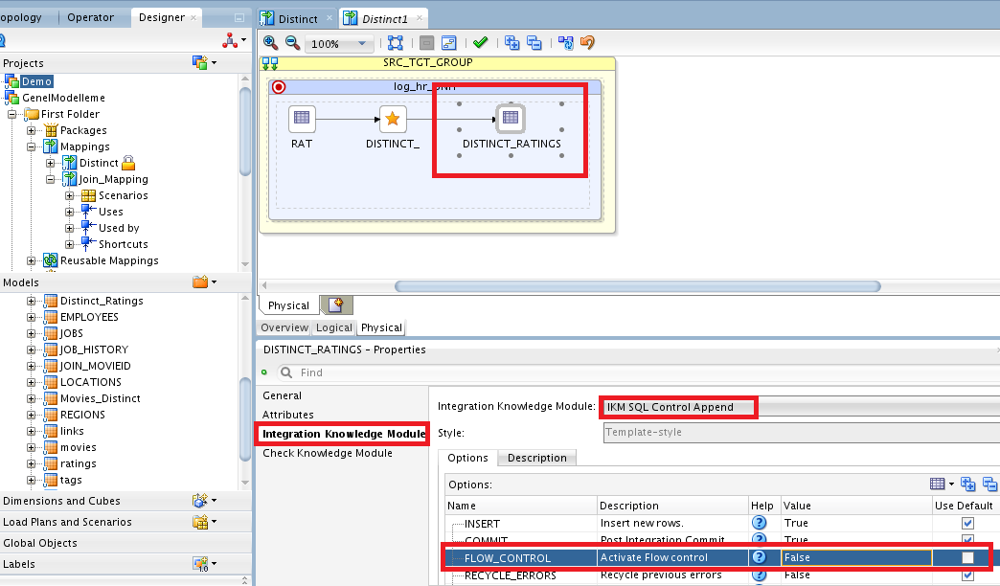 opology
Operator
Designer
Projects
Demo
GenelModelleme
First Folder
Packages
Mappings
Distinct
Join_Mapping
Scenarios
Uses
Used by
Shortcuts
Reusable Mappings
Models
Distinct_Ratings
EMPLOYEES
JOBS
JOB_HISTORY
JOIN_MOVIEID
LOCATIONS
Movies_Distinct
REGIONS
links
movies
ratings
tags
Dimensions and Cubes
Load Plans and Scenarios
Global Objects
Labels
1.0
Distinct
Distinct1
100%
SRC_TGT_GROUP
log_hr_UNIT
RAT
DISTINCT_
DISTINCT_RATINGS
Physical
Overview Logical Physical
DISTINCT_RATINGS - Properties
Find
General
Attributes
Integration Knowledge Module
Check Knowledge Module
Integration Knowledge Module: IKM SQL Control Append
Style: Template-style
Options Description
Options:
Name Description Help Value Use Default
INSERT Insert new rows. ? True
COMMIT Post Integration Commit ? True
FLOW_CONTROL Activate Flow control ? False
RECYCLE_ERRORS Recycle previous errors ? False